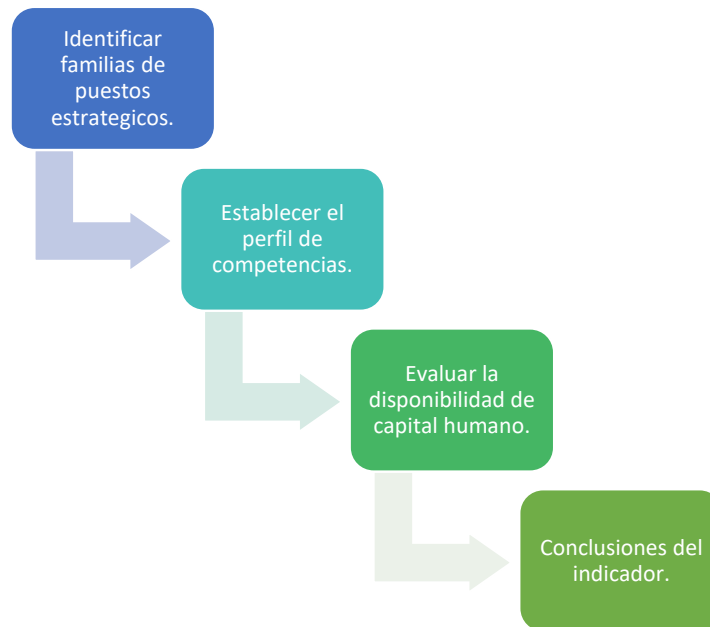 Identificar
familias de
puestos
estrategicos.
Establecer el
perfil de
competencias.
Evaluar la
disponibilidad de
capital humano.
Conclusiones del
indicador.